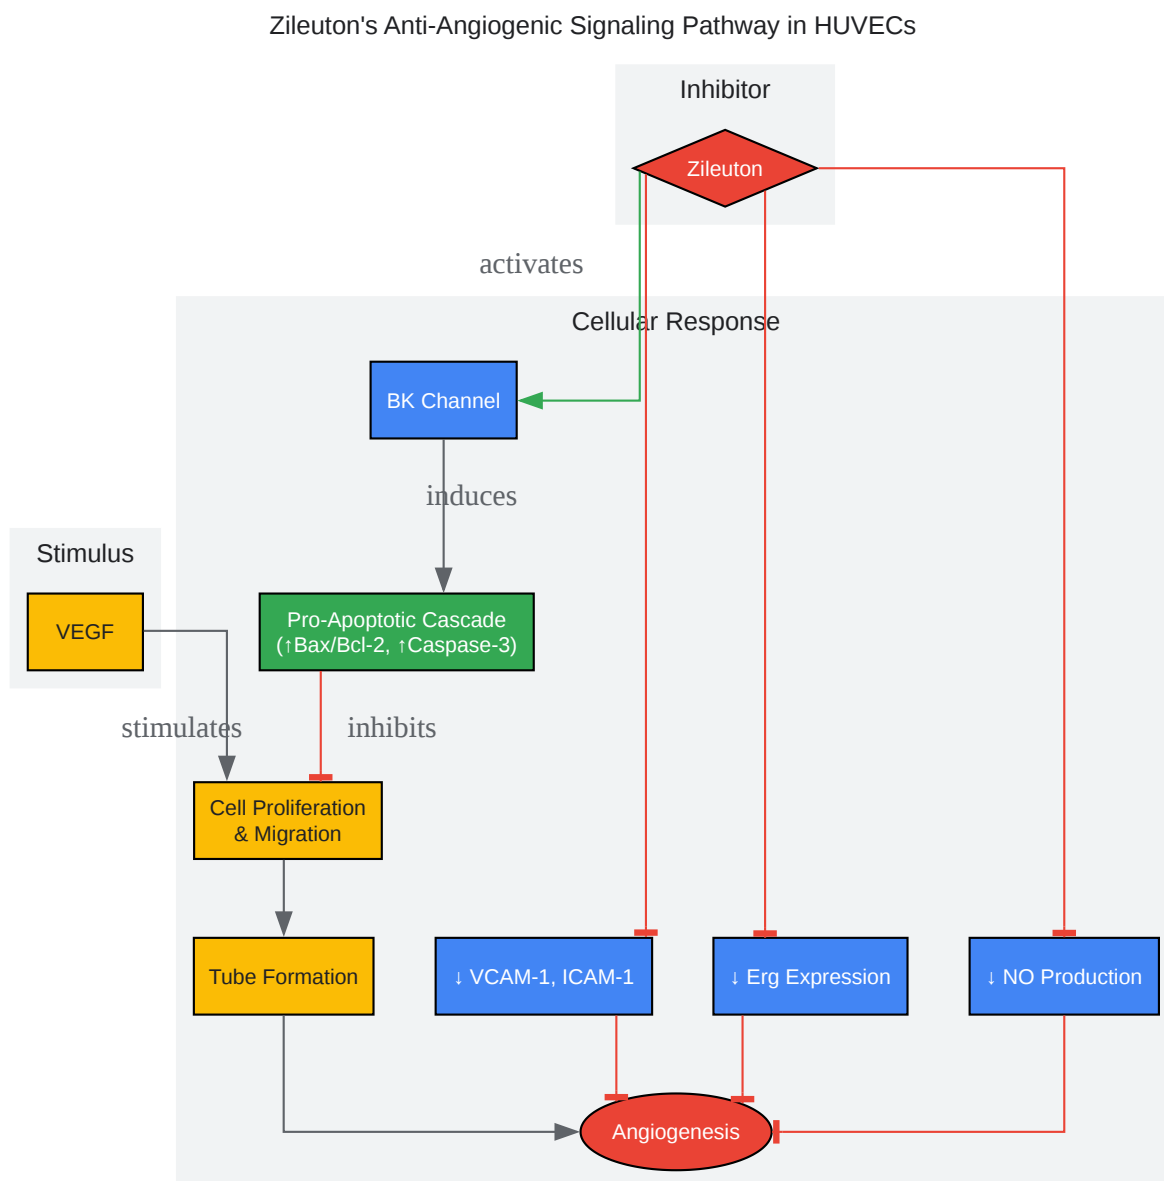 Zileuton's Anti-Angiogenic Signaling Pathway in HUVECs
Inhibitor
Zileuton
activates
Cellular Response
BK Channel
induces
Stimulus
VEGF
Pro-Apoptotic Cascade
(↑Bax/Bcl-2, ↑Caspase-3)
stimulates
inhibits
Cell Proliferation
& Migration
Tube Formation
↓ VCAM-1, ICAM-1
↓ Erg Expression
↓ NO Production
Angiogenesis